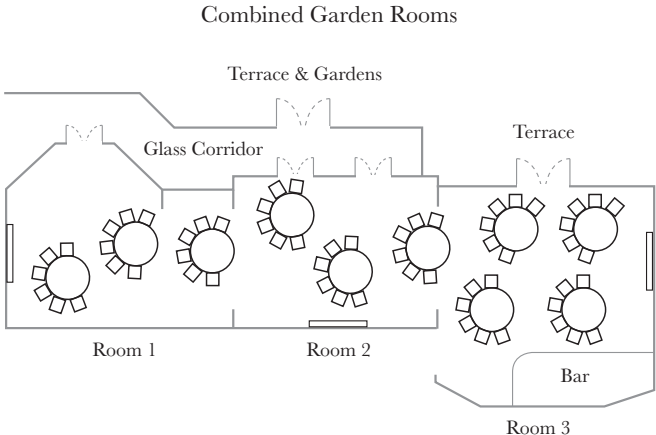 Combined Garden Rooms
Terrace & Gardens
Terrace
Glass Corridor
Room 1
Room 2
Bar
Room 3